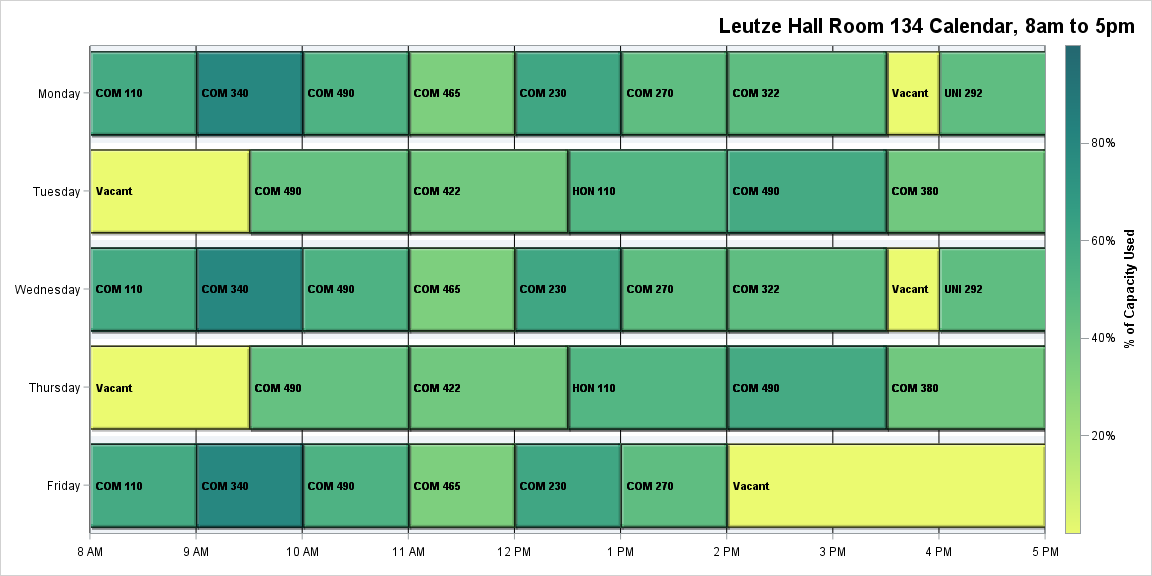 Leutze Hall Room 134 Calendar, 8am to 5pm
Monday COM 110 COM 340 COM 490 COM 465 COM 230 COM 270 COM 322 Vacant UNI 292
80%
Tuesday Vacant COM 490 COM 422 HON 110 COM 490 COM 380
60%
Wednesday COM 110 COM 340 COM 490 COM 465 COM 230 COM 270 COM 322 Vacant UNI 292
% of Capacity Used
40%
Thursday Vacant COM 490 COM 422 HON 110 COM 490 COM 380
20%
Friday COM 110 COM 340 COM 490 COM 465 COM 230 COM 270 Vacant
8 AM 9 AM 10 AM 11 AM 12 PM 1 PM 2 PM 3 PM 4 PM 5 PM